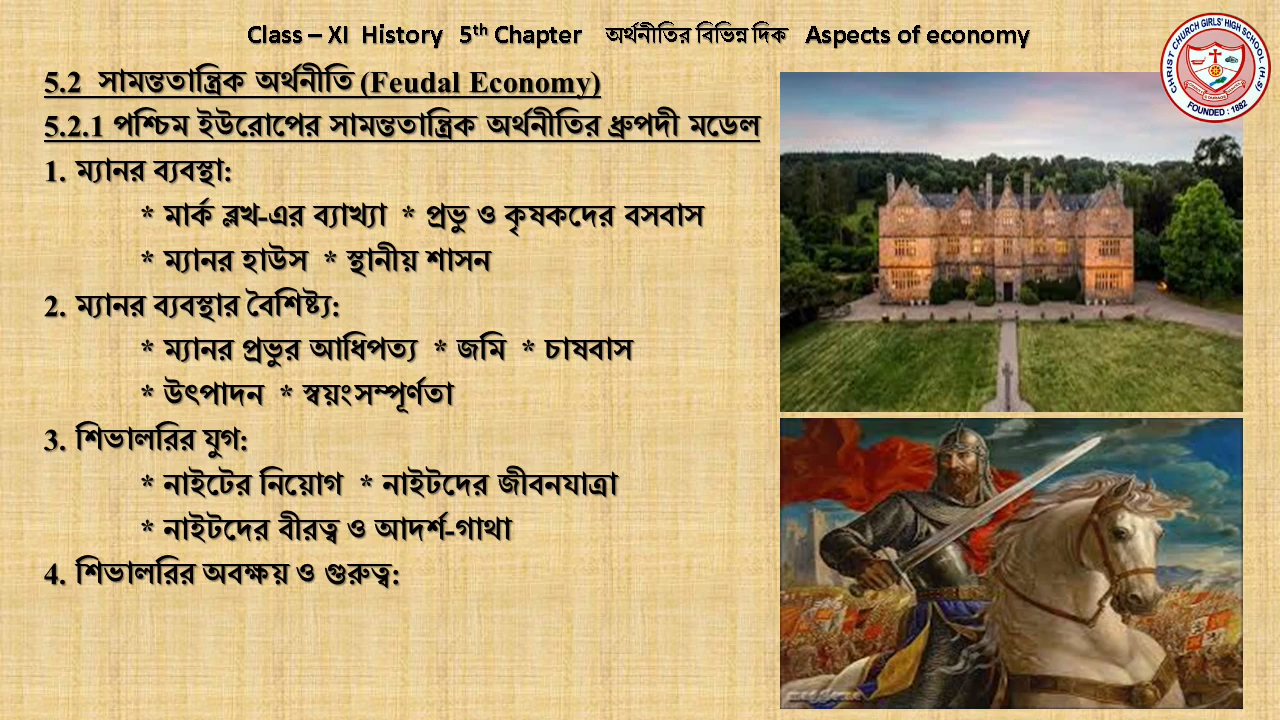 Class – XI History 5th Chapter অর্থনীতির বিভিন্ন দিক Aspects of economy
5.2 সামন্ততান্ত্রিক অর্থনীতি (Feudal Economy)
5.2.1 পশ্চিম ইউরোপের সামন্ততান্ত্রিক অর্থনীতির ধ্রুপদী মডেল
1. ম্যানর ব্যবস্থা:
* মার্ক ব্লখ-এর ব্যাখ্যা * প্রভু ও কৃষকদের বসবাস
* ম্যানর হাউস * স্থানীয় শাসন
2. ম্যানর ব্যবস্থার বৈশিষ্ট্য:
* ম্যানর প্রভুর আধিপত্য * জমি * চাষবাস
* উৎপাদন * স্বয়ংসম্পূর্ণতা
3. শিভালরির যুগ:
* নাইটের নিয়োগ * নাইটদের জীবনযাত্রা
* নাইটদের বীরত্ব ও আদর্শ-গাথা
4. শিভালরির অবক্ষয় ও গুরুত্ব:
CHRIST CHURCH GIRLS' HIGH SCHOOL (H.S)
FOUNDED : 1882